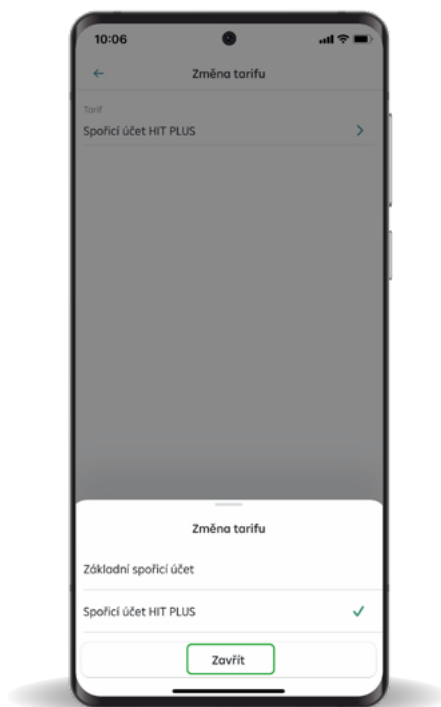 10:06
Změna tarifu
Tarif
Spořicí účet HIT PLUS
Změna tarifu
Základní spořicí účet
Spořicí účet HIT PLUS
Zavřít